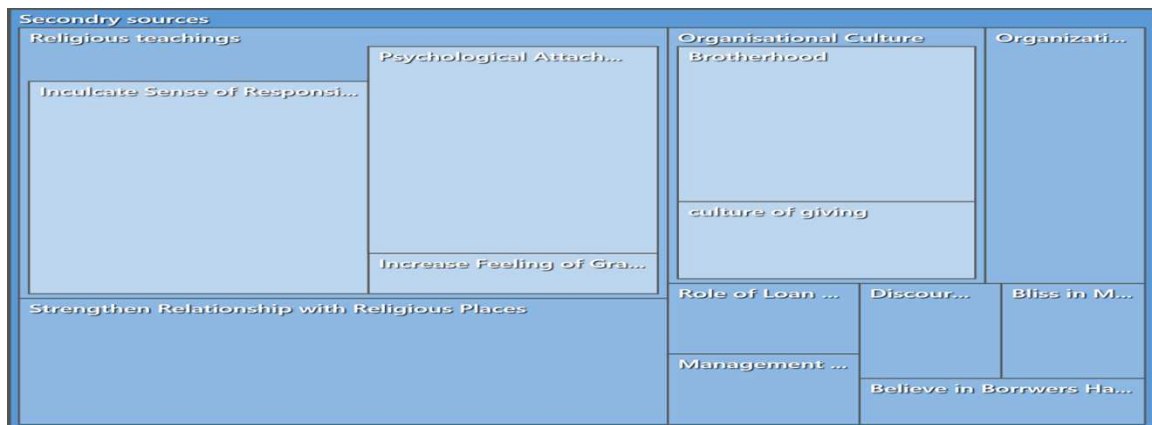 Secondry sources
Religious teachings
Inculcate Sense of Responsi...
Psychological Attach...
Increase Feeling of Gra...
Strengthen Relationship with Religious Places
Organisational Culture
Brotherhood
culture of giving
Organizati...
Role of Loan ...
Management ...
Discour...
Bliss in M...
Believe in Borrwers Ha...